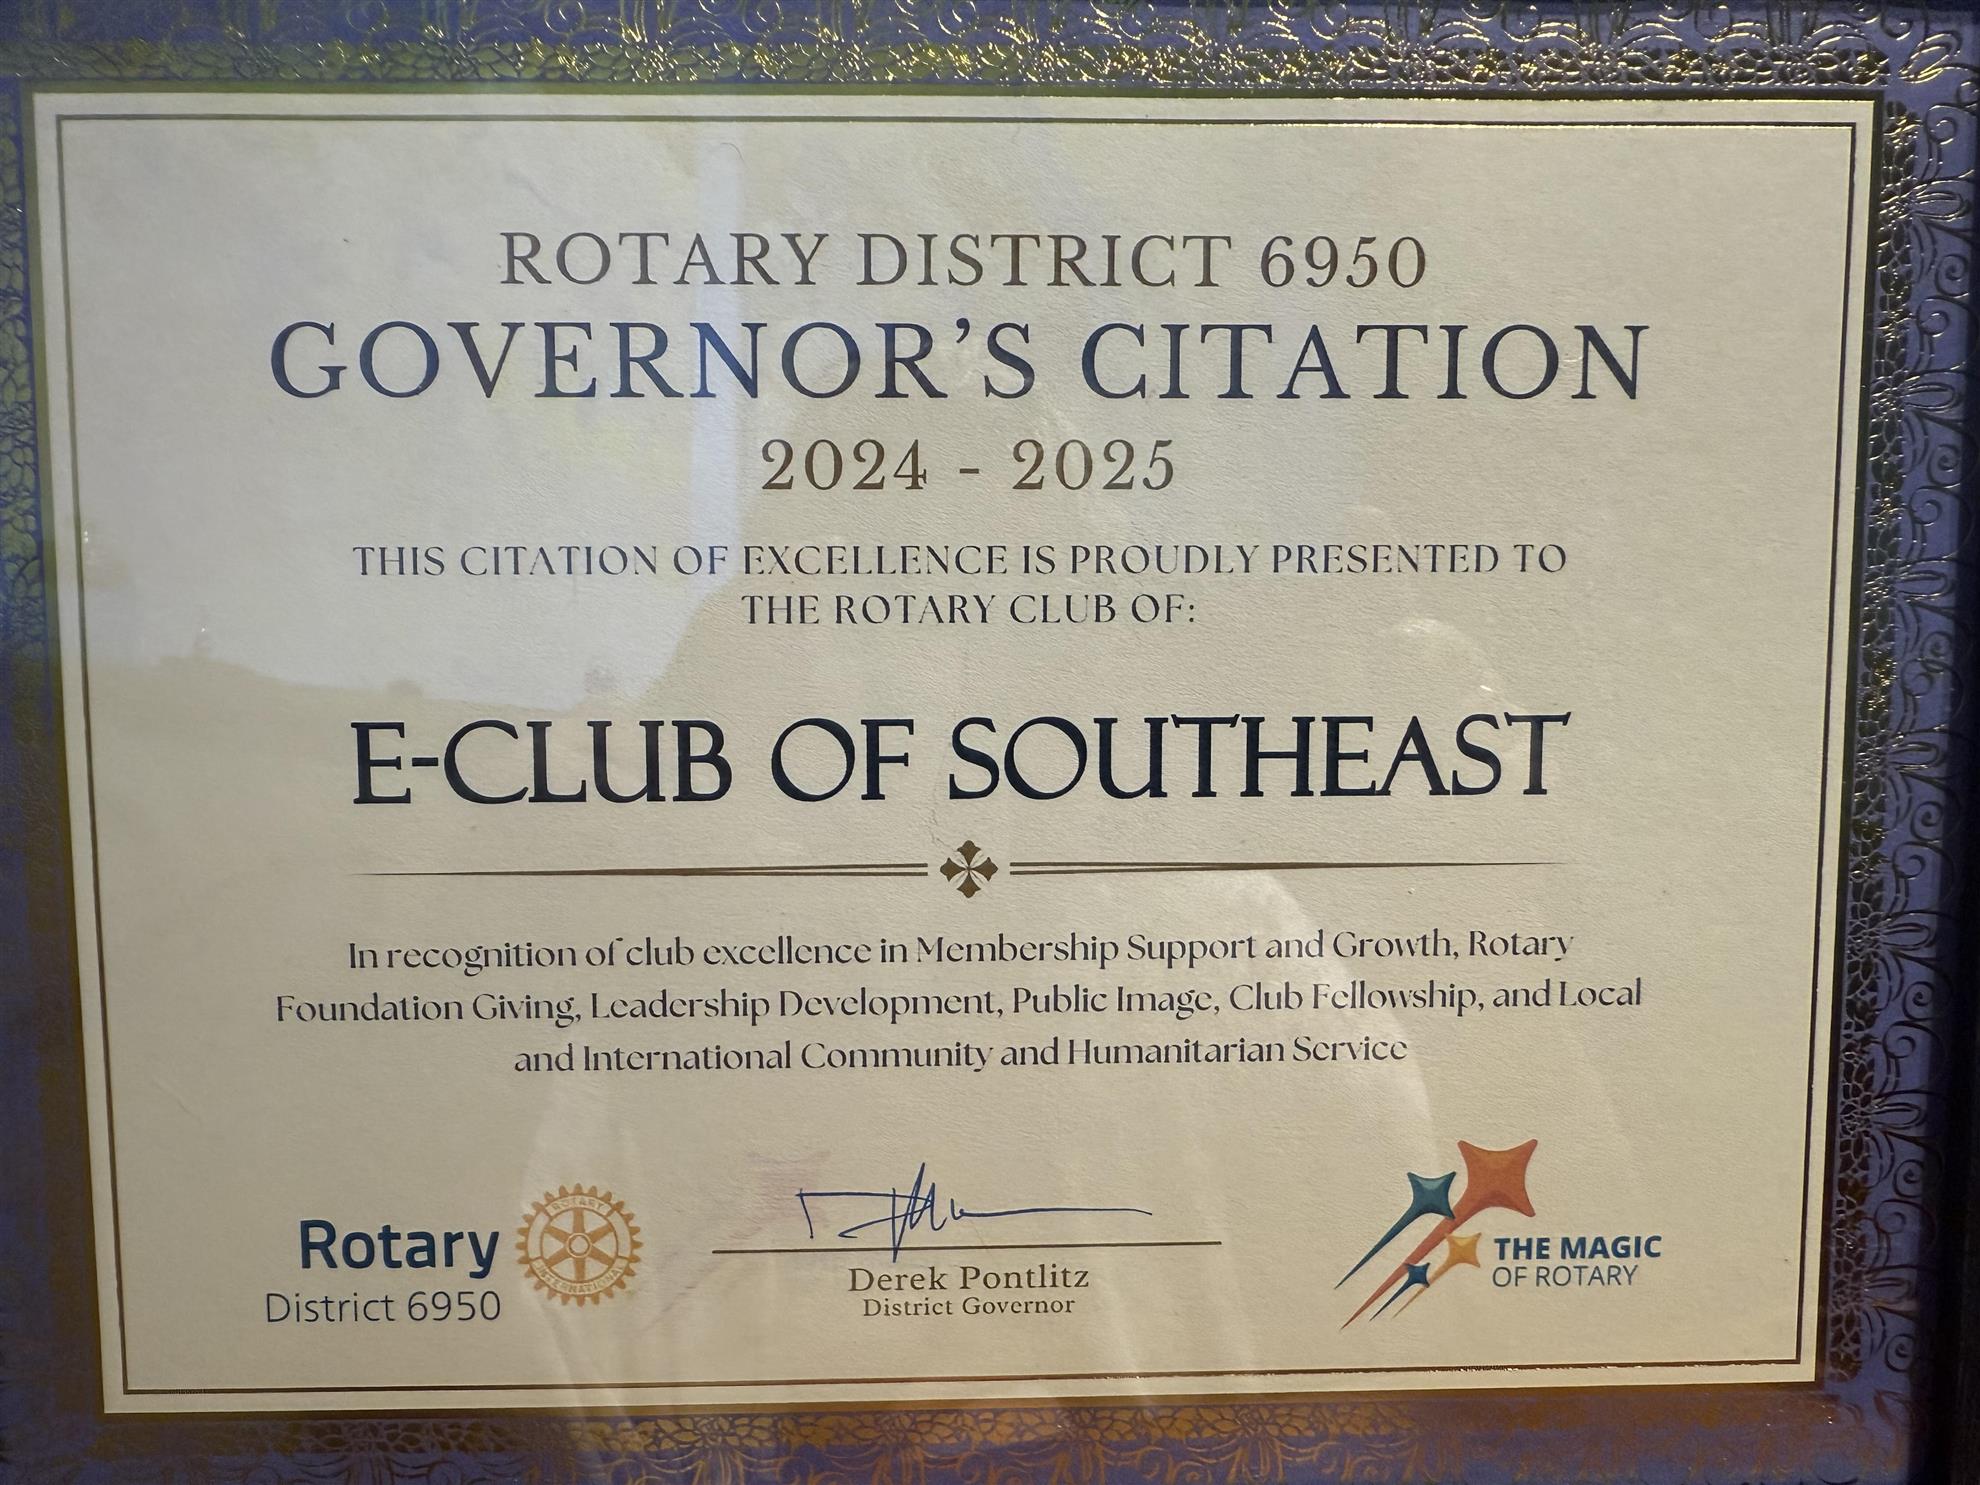 ROTARY DISTRICT 6950
GOVERNOR'S CITATION
2024 - 2025
THIS CITATION OF EXCELLENCE IS PROUDLY PRESENTED TO
THE ROTARY CLUB OF:
E-CLUB OF SOUTHEAST
In recognition of club excellence in Membership Support and Growth, Rotary
Foundation Giving, Leadership Development, Public Image, Club Fellowship, and Local
and International Community and Humanitarian Service
Rotary
District 6950
ROTARY
INTERNATIONAL
Derek Pontlitz
District Governor
THE MAGIC
OF ROTARY